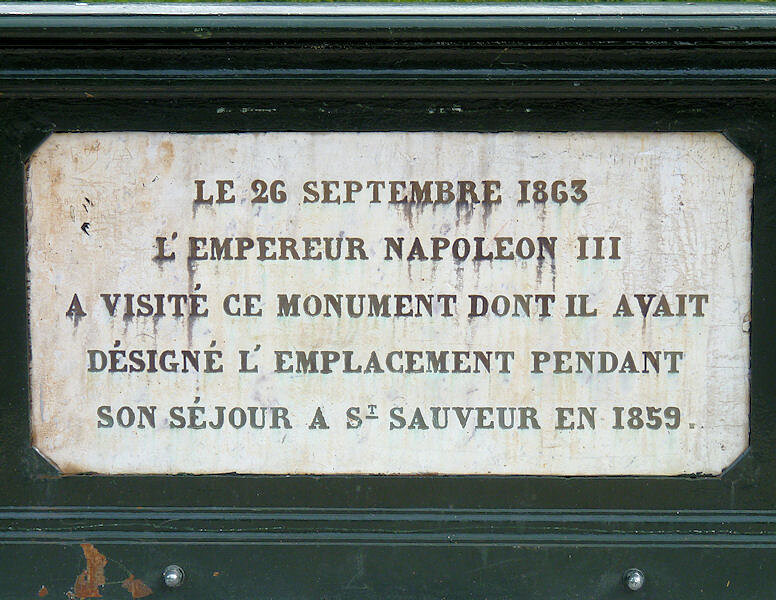 LE 26 SEPTEMBRE 1863
L'EMPEREUR NAPOLEON III
A VISITÉ CE MONUMENT DONT IL AVAIT
DÉSIGNÉ L'EMPLACEMENT PENDANT
SON SÉJOUR A ST SAUVEUR EN 1859.